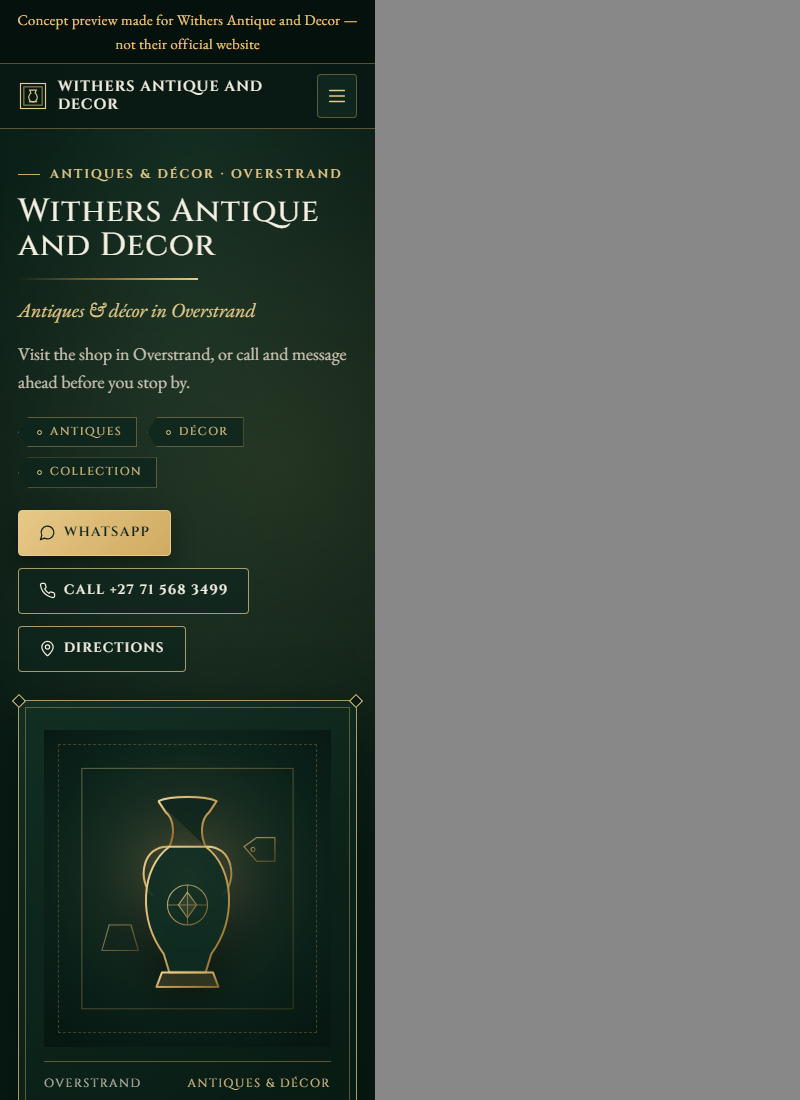 Concept preview made for Withers Antique and Decor —
not their official website
WITHERS ANTIQUE AND
DECOR
ANTIQUES & DÉCOR · OVERSTRAND
Withers Antique
and Decor
Antiques & décor in Overstrand
Visit the shop in Overstrand, or call and message
ahead before you stop by.
ANTIQUES
DÉCOR
COLLECTION
WHATSAPP
CALL +27 71 568 3499
DIRECTIONS
OVERSTRAND
ANTIQUES & DÉCOR